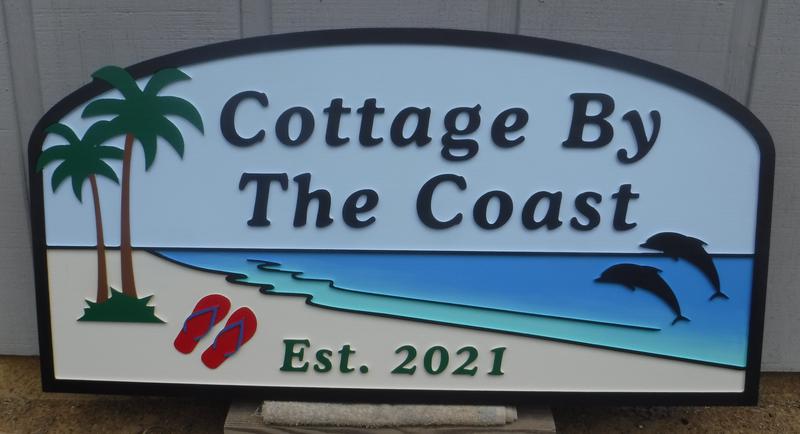 Cottage By
The Coast
Est. 2021